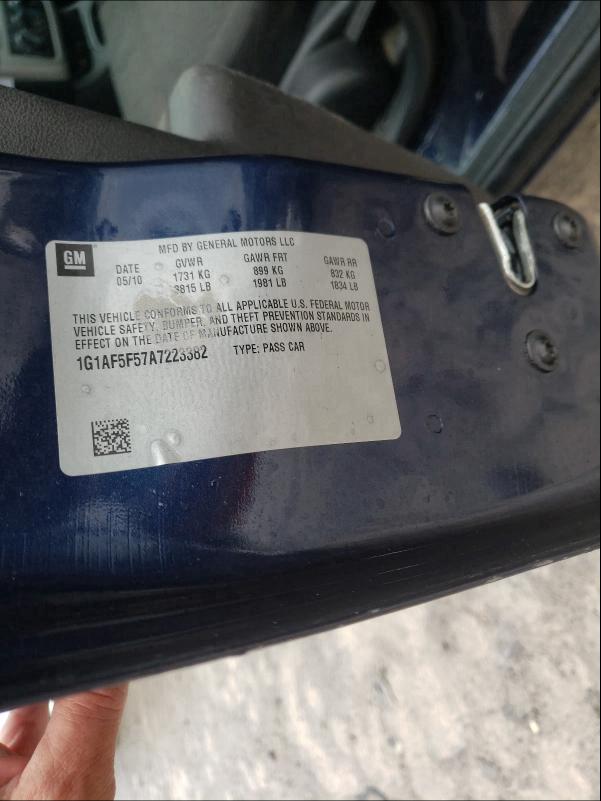 GM
MFD BY GENERAL MOTORS LLC
DATE GVWR GAWR FRT GAWR RR
05/10 1731 KG 899 KG 832 KG
3815 LB 1981 LB 1834 LB
THIS VEHICLE CONFORMS TO ALL APPLICABLE U.S. FEDERAL MOTOR
VEHICLE SAFETY, BUMPER, AND THEFT PREVENTION STANDARDS IN
EFFECT ON THE DATE OF MANUFACTURE SHOWN ABOVE.
1G1AF5F57A7223382 TYPE: PASS CAR